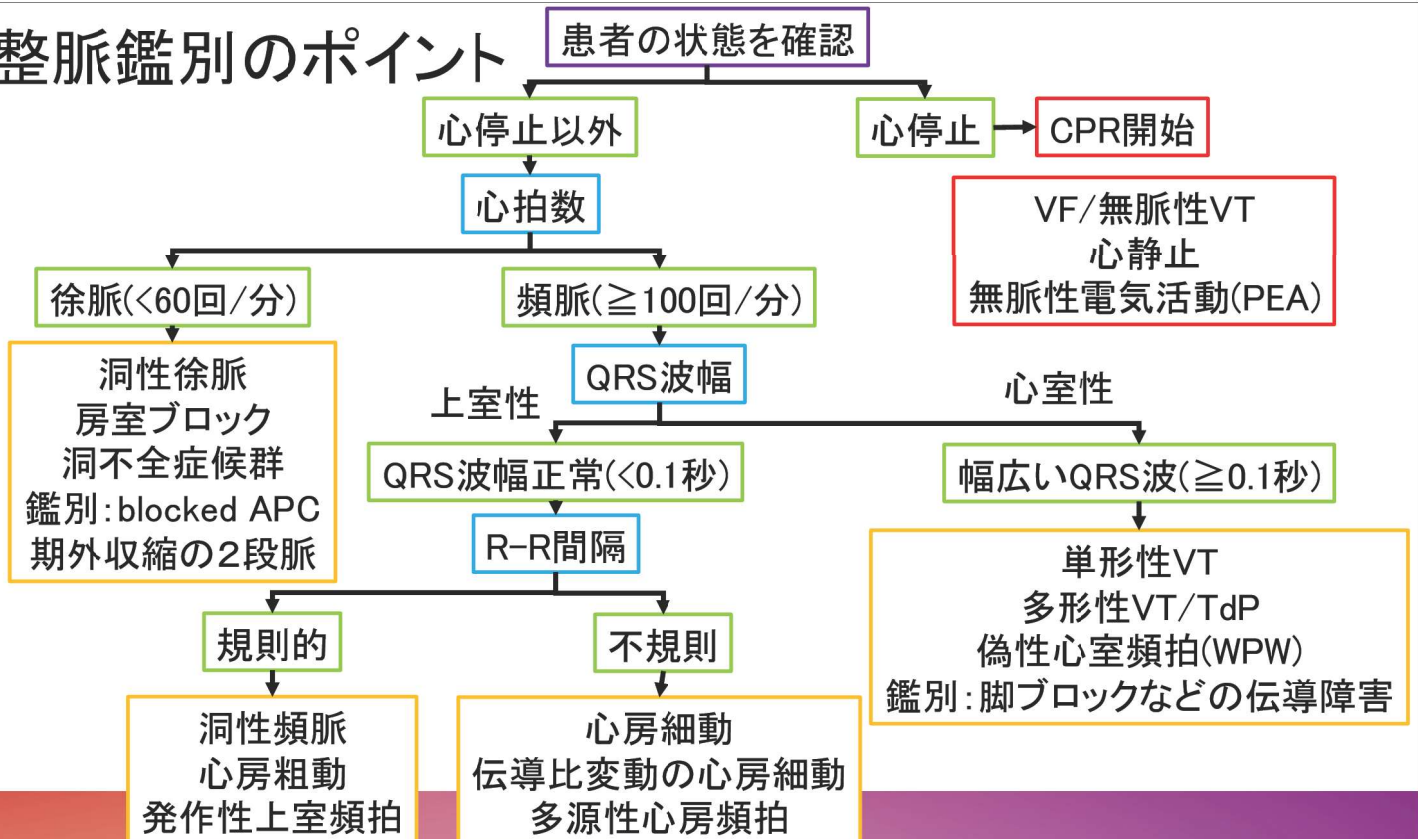 整脈鑑別のポイント
患者の状態を確認
心停止以外
心停止
CPR開始
心拍数
VF/無脈性VT
心静止
無脈性電気活動(PEA)
徐脈(<60回/分)
頻脈(≧100回/分)
洞性徐脈
房室ブロック
洞不全症候群
鑑別:blocked APC
期外収縮の2段脈
QRS波幅
上室性
心室性
QRS波幅正常(<0.1秒)
幅広いQRS波(≧0.1秒)
R-R間隔
単形性VT
多形性VT/TdP
偽性心室頻拍(WPW)
鑑別:脚ブロックなどの伝導障害
規則的
不規則
洞性頻脈
心房粗動
発作性上室頻拍
心房細動
伝導比変動の心房細動
多源性心房頻拍